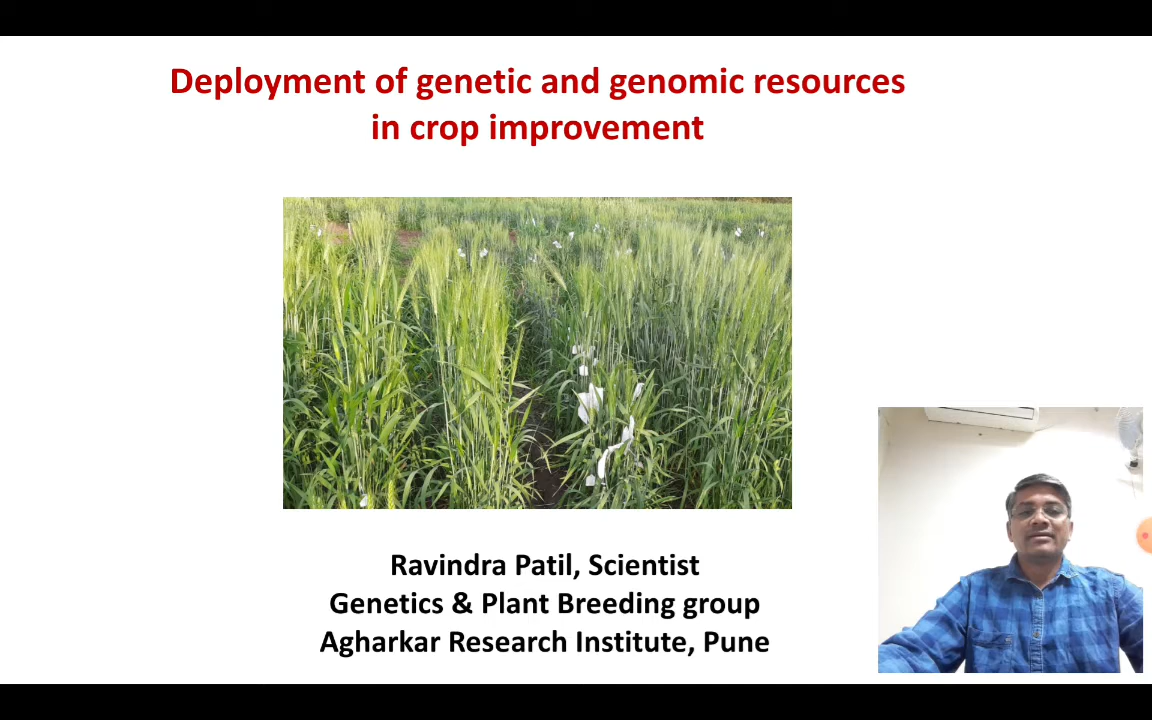 Deployment of genetic and genomic resources
in crop improvement
Ravindra Patil, Scientist
Genetics & Plant Breeding group
Agharkar Research Institute, Pune